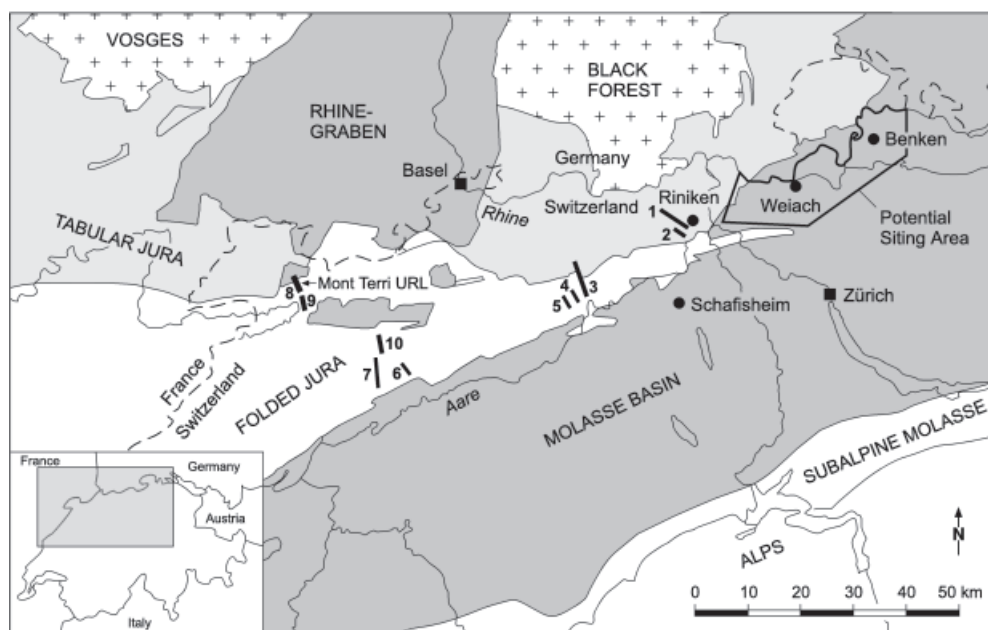 VOSGES
BLACK
FOREST
RHINE-
GRABEN
Benken
Germany
Basel
Riniken
Rhine
Switzerland
1
Weiach
2
Potential
Siting Area
TABULAR JURA
Mont Terri URL
4
8
9
3
5
Schafisheim
Zürich
10
France
Switzerland
7
6
FOLDED JURA
Aare
MOLASSE BASIN
SUBALPINE MOLASSE
France
Germany
Austria
Italy
ALPS
N
0 10 20 30 40 50 km